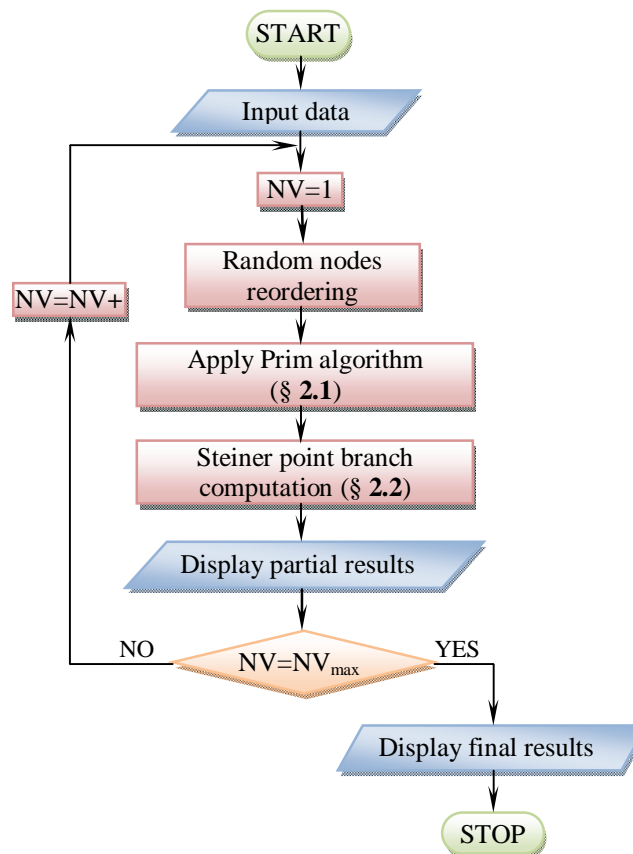 START
Input data
NV=1
Random nodes
reordering
NV=NV+
Apply Prim algorithm
(§ 2.1)
Steiner point branch
computation (§ 2.2)
Display partial results
NO
NV=NVmax
YES
Display final results
STOP